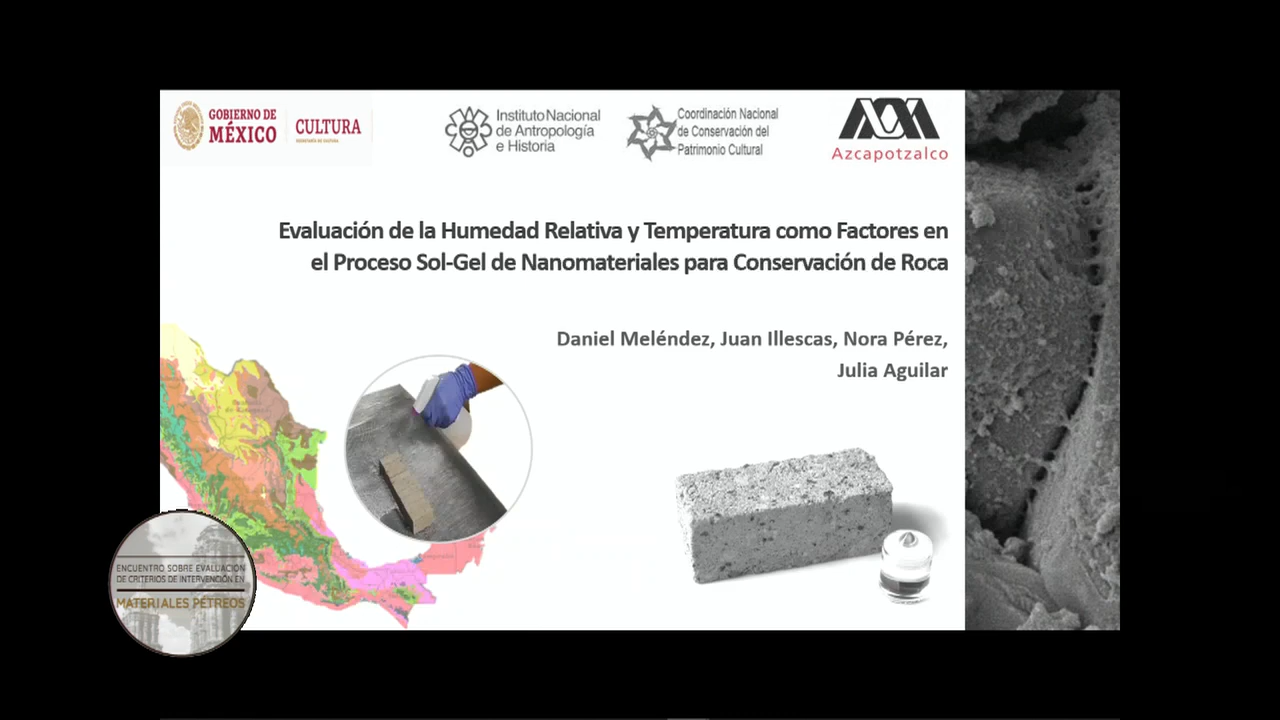 GOBIERNO DE
MÉXICO
CULTURA
SECRETARÍA DE CULTURA
Instituto Nacional
de Antropología
e Historia
Coordinación Nacional
de Conservación del
Patrimonio Cultural
Azcapotzalco
Evaluación de la Humedad Relativa y Temperatura como Factores en
el Proceso Sol-Gel de Nanomateriales para Conservación de Roca
Daniel Meléndez, Juan Illescas, Nora Pérez,
Julia Aguilar
ENCUENTRO SOBRE EVALUACIÓN
DE CRITERIOS DE INTERVENCIÓN EN
MATERIALES PÉTREOS